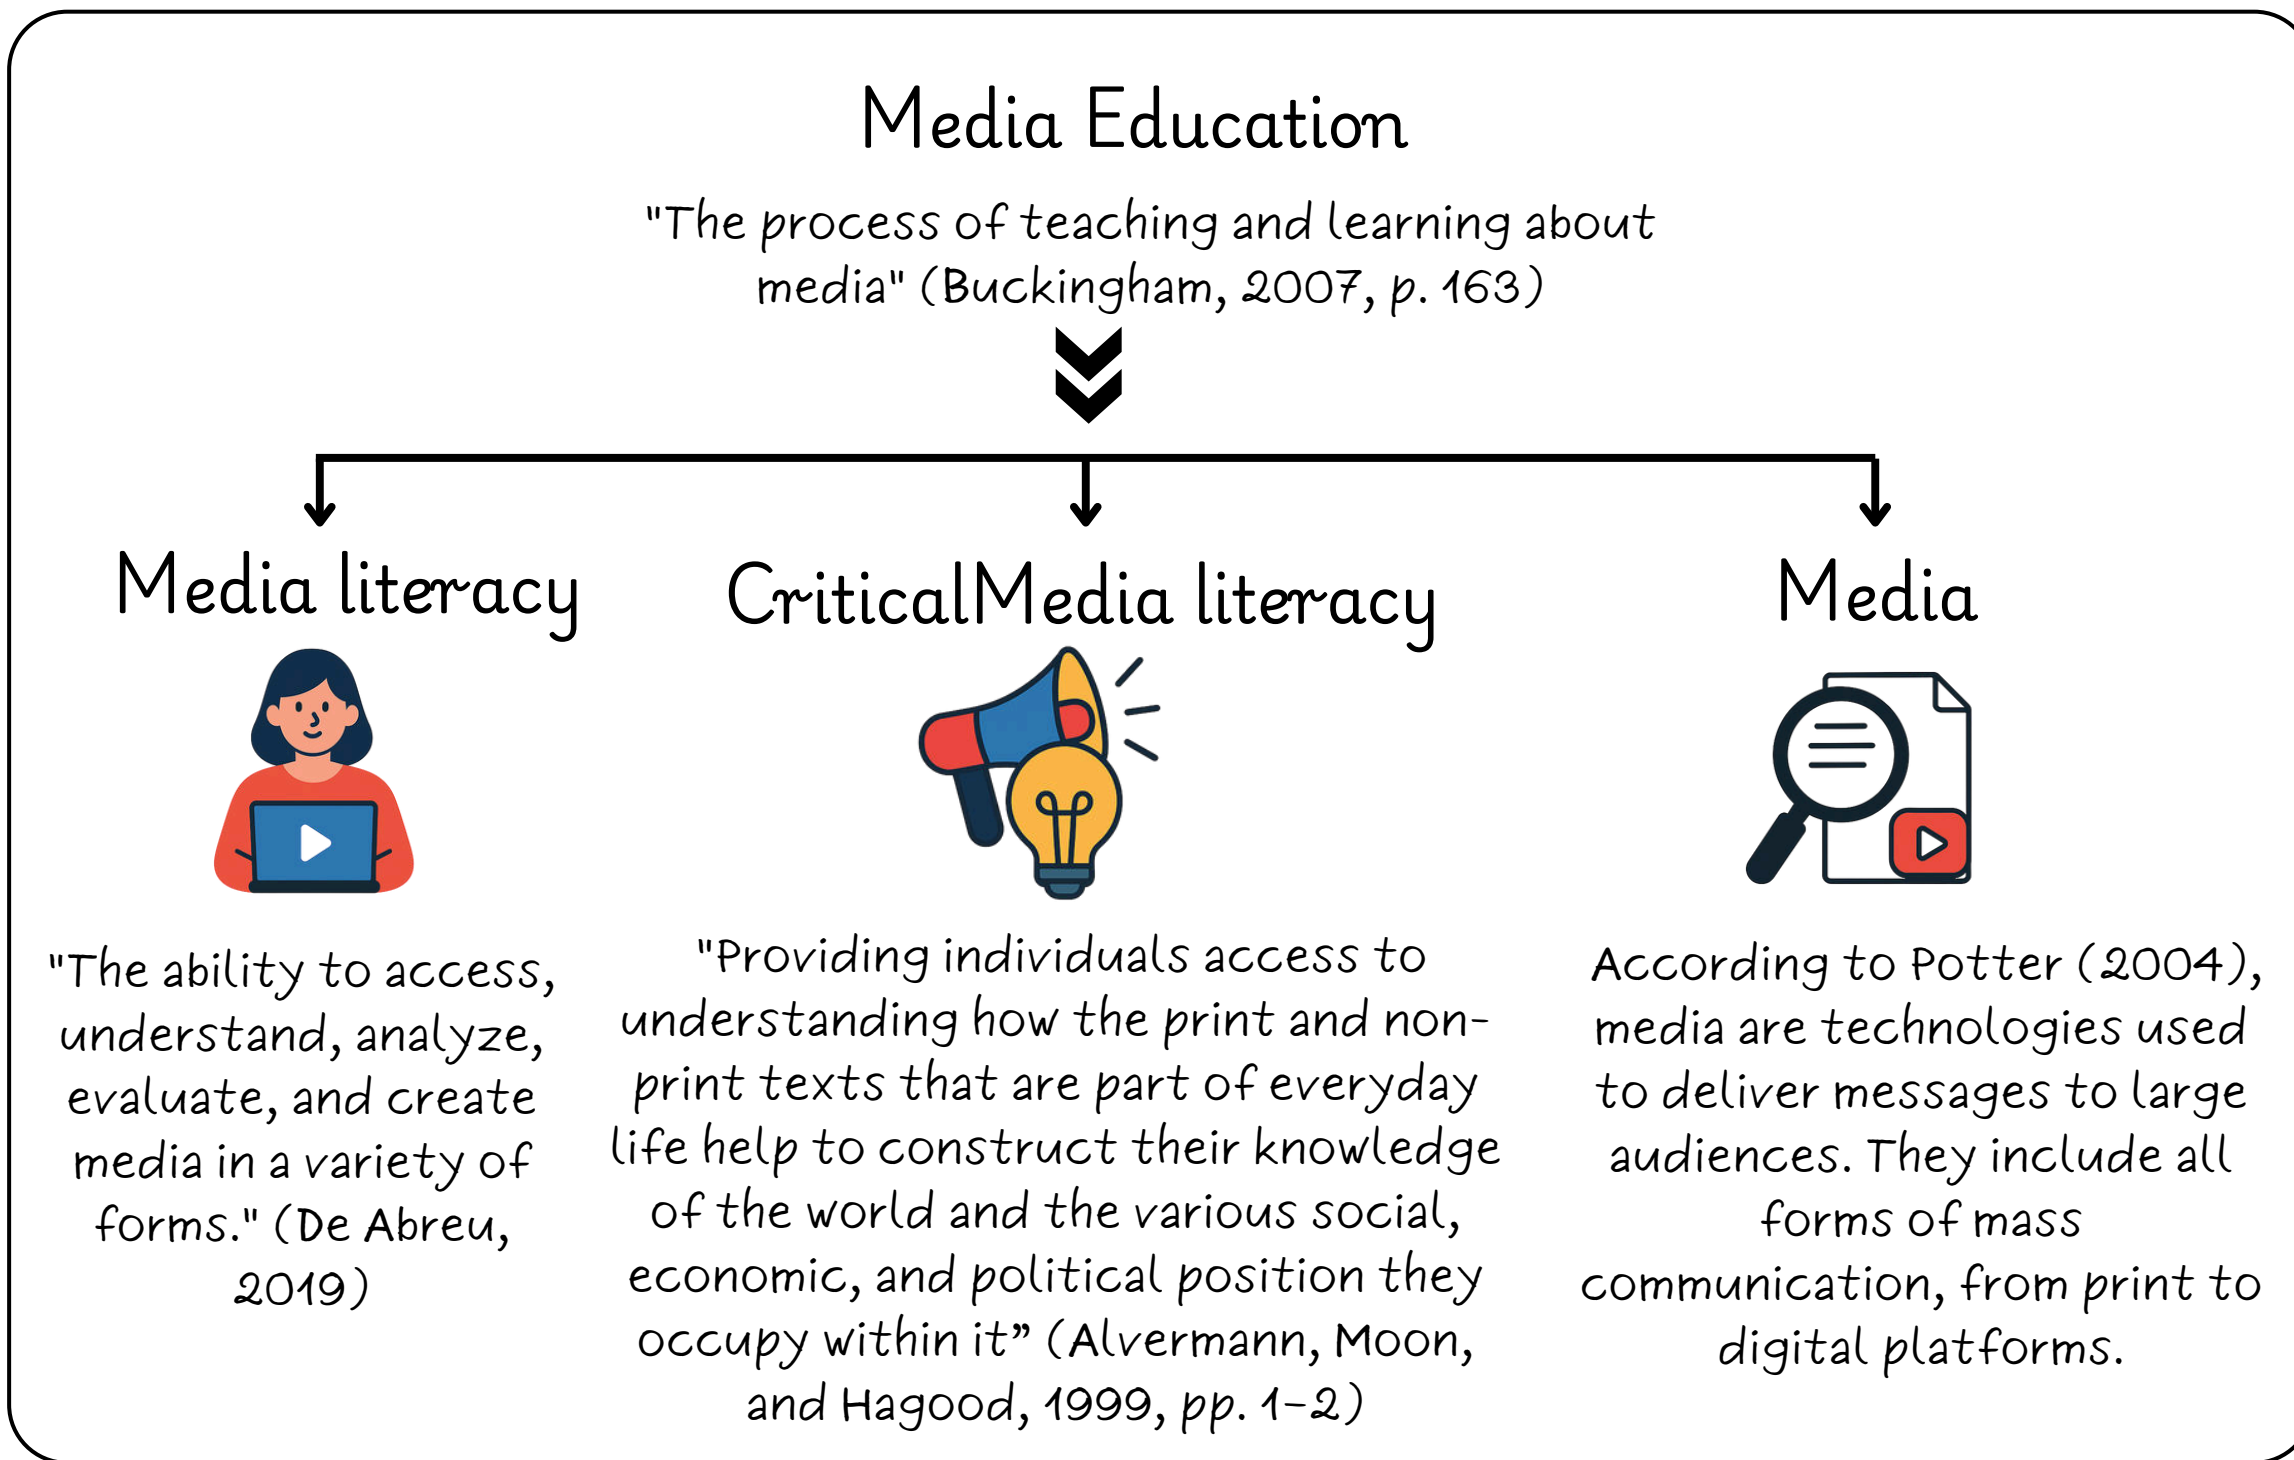 Media Education
"The process of teaching and learning about
media" (Buckingham, 2007, p. 163)
Media literacy
"The ability to access,
understand, analyze,
evaluate, and create
media in a variety of
forms." (De Abreu,
2019)
CriticalMedia literacy
"Providing individuals access to
understanding how the print and non-
print texts that are part of everyday
life help to construct their knowledge
of the world and the various social,
economic, and political position they
occupy within it” (Alvermann, Moon,
and Hagood, 1999, pp. 1-2)
Media
According to Potter (2004),
media are technologies used
to deliver messages to large
audiences. They include all
forms of mass
communication, from print to
digital platforms.